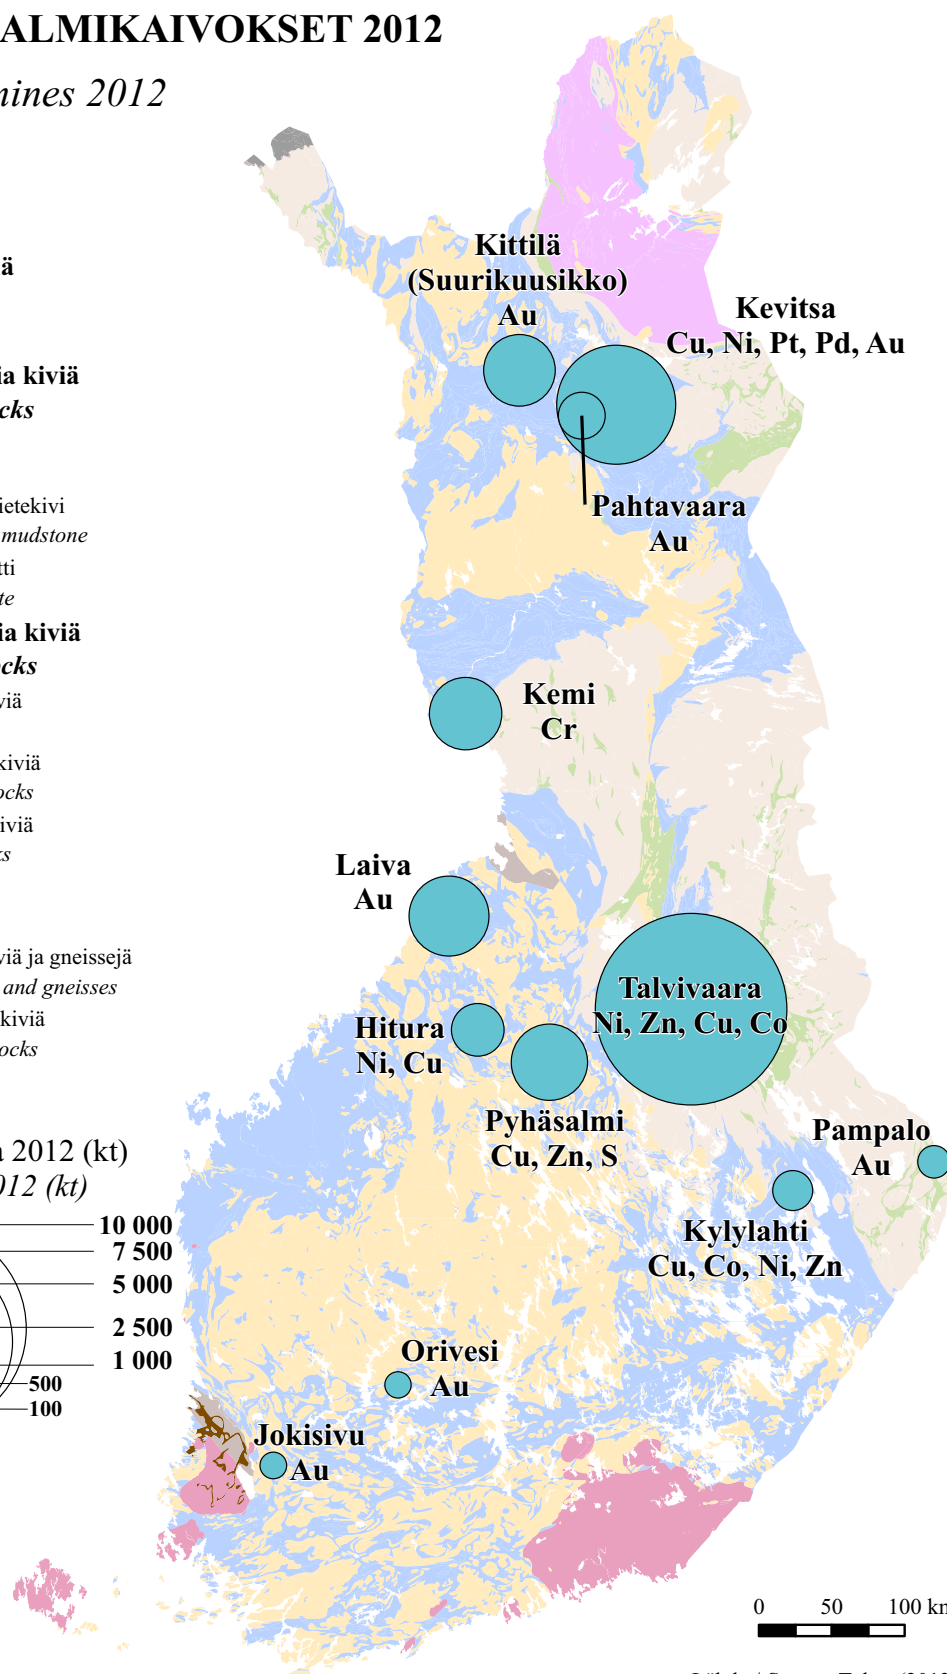 ALMIKAIVOKSET 2012
nines 2012
iä
ia kiviä
cks
ietekivi
mudstone
tti
te
ia kiviä
ocks
viä
kiviä
ocks
iviä
ks
viä ja gneissejä
and gneisses
kiviä
ocks
a 2012 (kt)
012 (kt)
10 000
7 500
5 000
2 500
1 000
500
100
Kittilä
(Suurikuusikko)
Au
Kevitsa
Cu, Ni, Pt, Pd, Au
Pahtavaara
Au
Kemi
Cr
Laiva
Au
Talvivaara
Ni, Zn, Cu, Co
Hitura
Ni, Cu
Pyhäsalmi
Cu, Zn, S
Pampalo
Au
Kylylahti
Cu, Co, Ni, Zn
Orivesi
Au
Jokisivu
Au
0 50 100 km